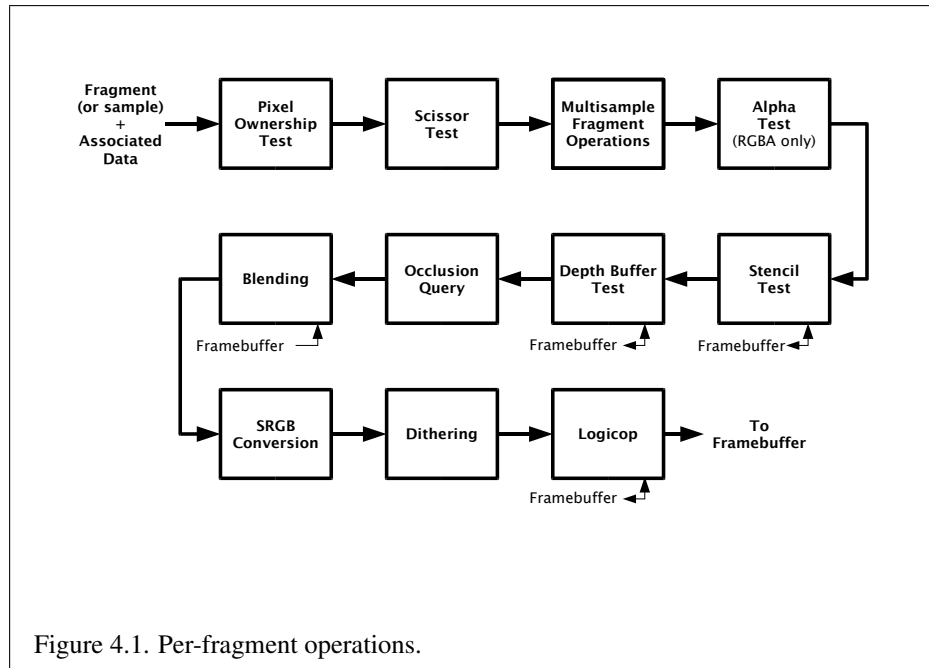 Fragment
(or sample)
+
Associated
Data
Pixel
Ownership
Test
Scissor
Test
Multisample
Fragment
Operations
Alpha
Test
(RGBA only)
Blending
Occlusion
Query
Depth Buffer
Test
Stencil
Test
Framebuffer
Framebuffer
Framebuffer
SRGB
Conversion
Dithering
Logicop
To
Framebuffer
Framebuffer
Figure 4.1. Per-fragment operations.